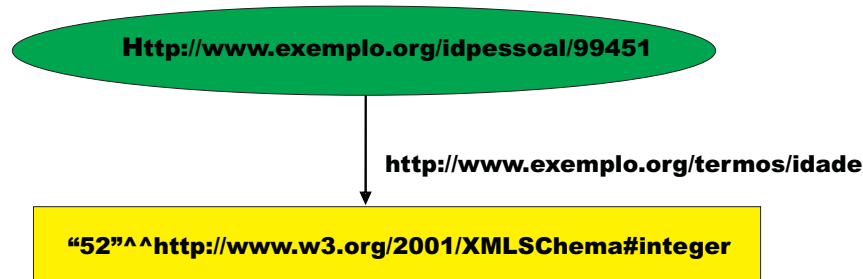 Http://www.exemplo.org/idpessoal/99451
http://www.exemplo.org/termos/idade
“52”^^http://www.w3.org/2001/XMLSChema#integer